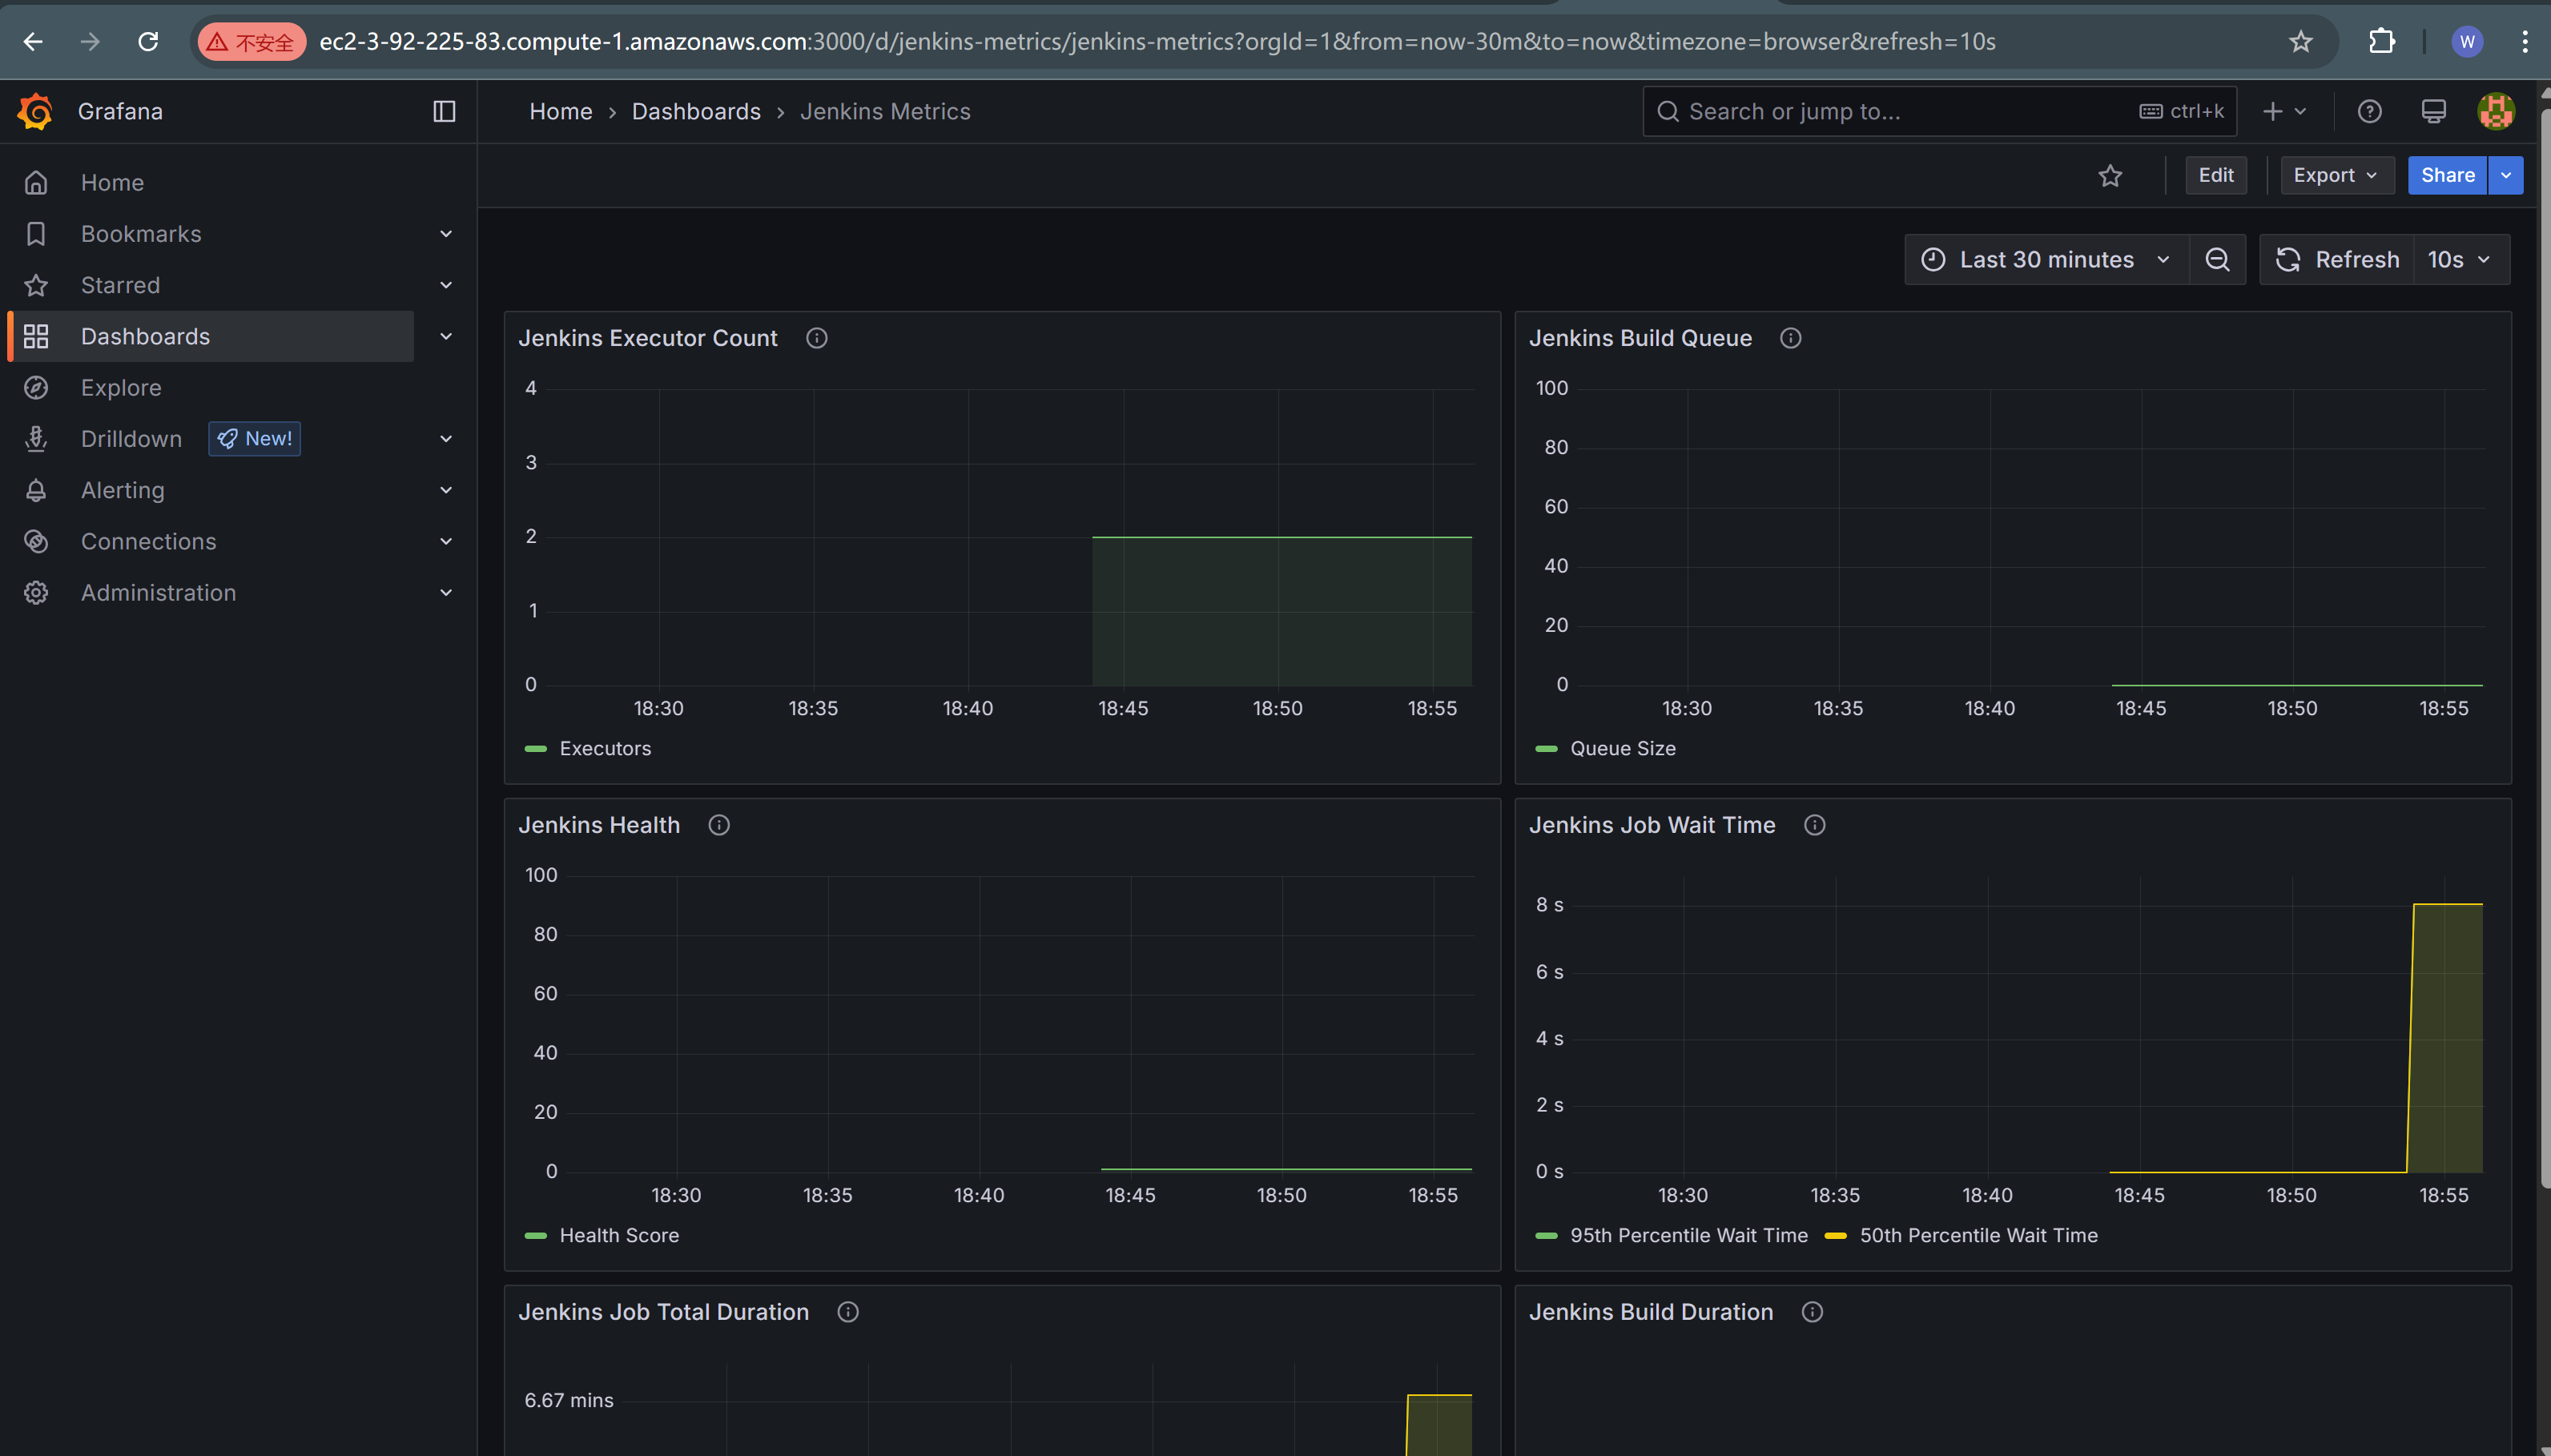 不安全 ec2-3-92-225-83.compute-1.amazonaws.com:3000/d/jenkins-metrics/jenkins-metrics?orgId=1&from=now-30m&to=now&timezone=browser&refresh=10s W
Grafana
Home › Dashboards › Jenkins Metrics
Search or jump to... ctrl+k
Edit Export Share
Home
Bookmarks
Starred
Dashboards
Explore
Drilldown New!
Alerting
Connections
Administration
Last 30 minutes Refresh 10s
Jenkins Executor Count
4
3
2
1
0
18:30 18:35 18:40 18:45 18:50 18:55
Executors
Jenkins Build Queue
100
80
60
40
20
0
18:30 18:35 18:40 18:45 18:50 18:55
Queue Size
Jenkins Health
100
80
60
40
20
0
18:30 18:35 18:40 18:45 18:50 18:55
Health Score
Jenkins Job Wait Time
8 s
6 s
4 s
2 s
0 s
18:30 18:35 18:40 18:45 18:50 18:55
95th Percentile Wait Time 50th Percentile Wait Time
Jenkins Job Total Duration
6.67 mins
Jenkins Build Duration